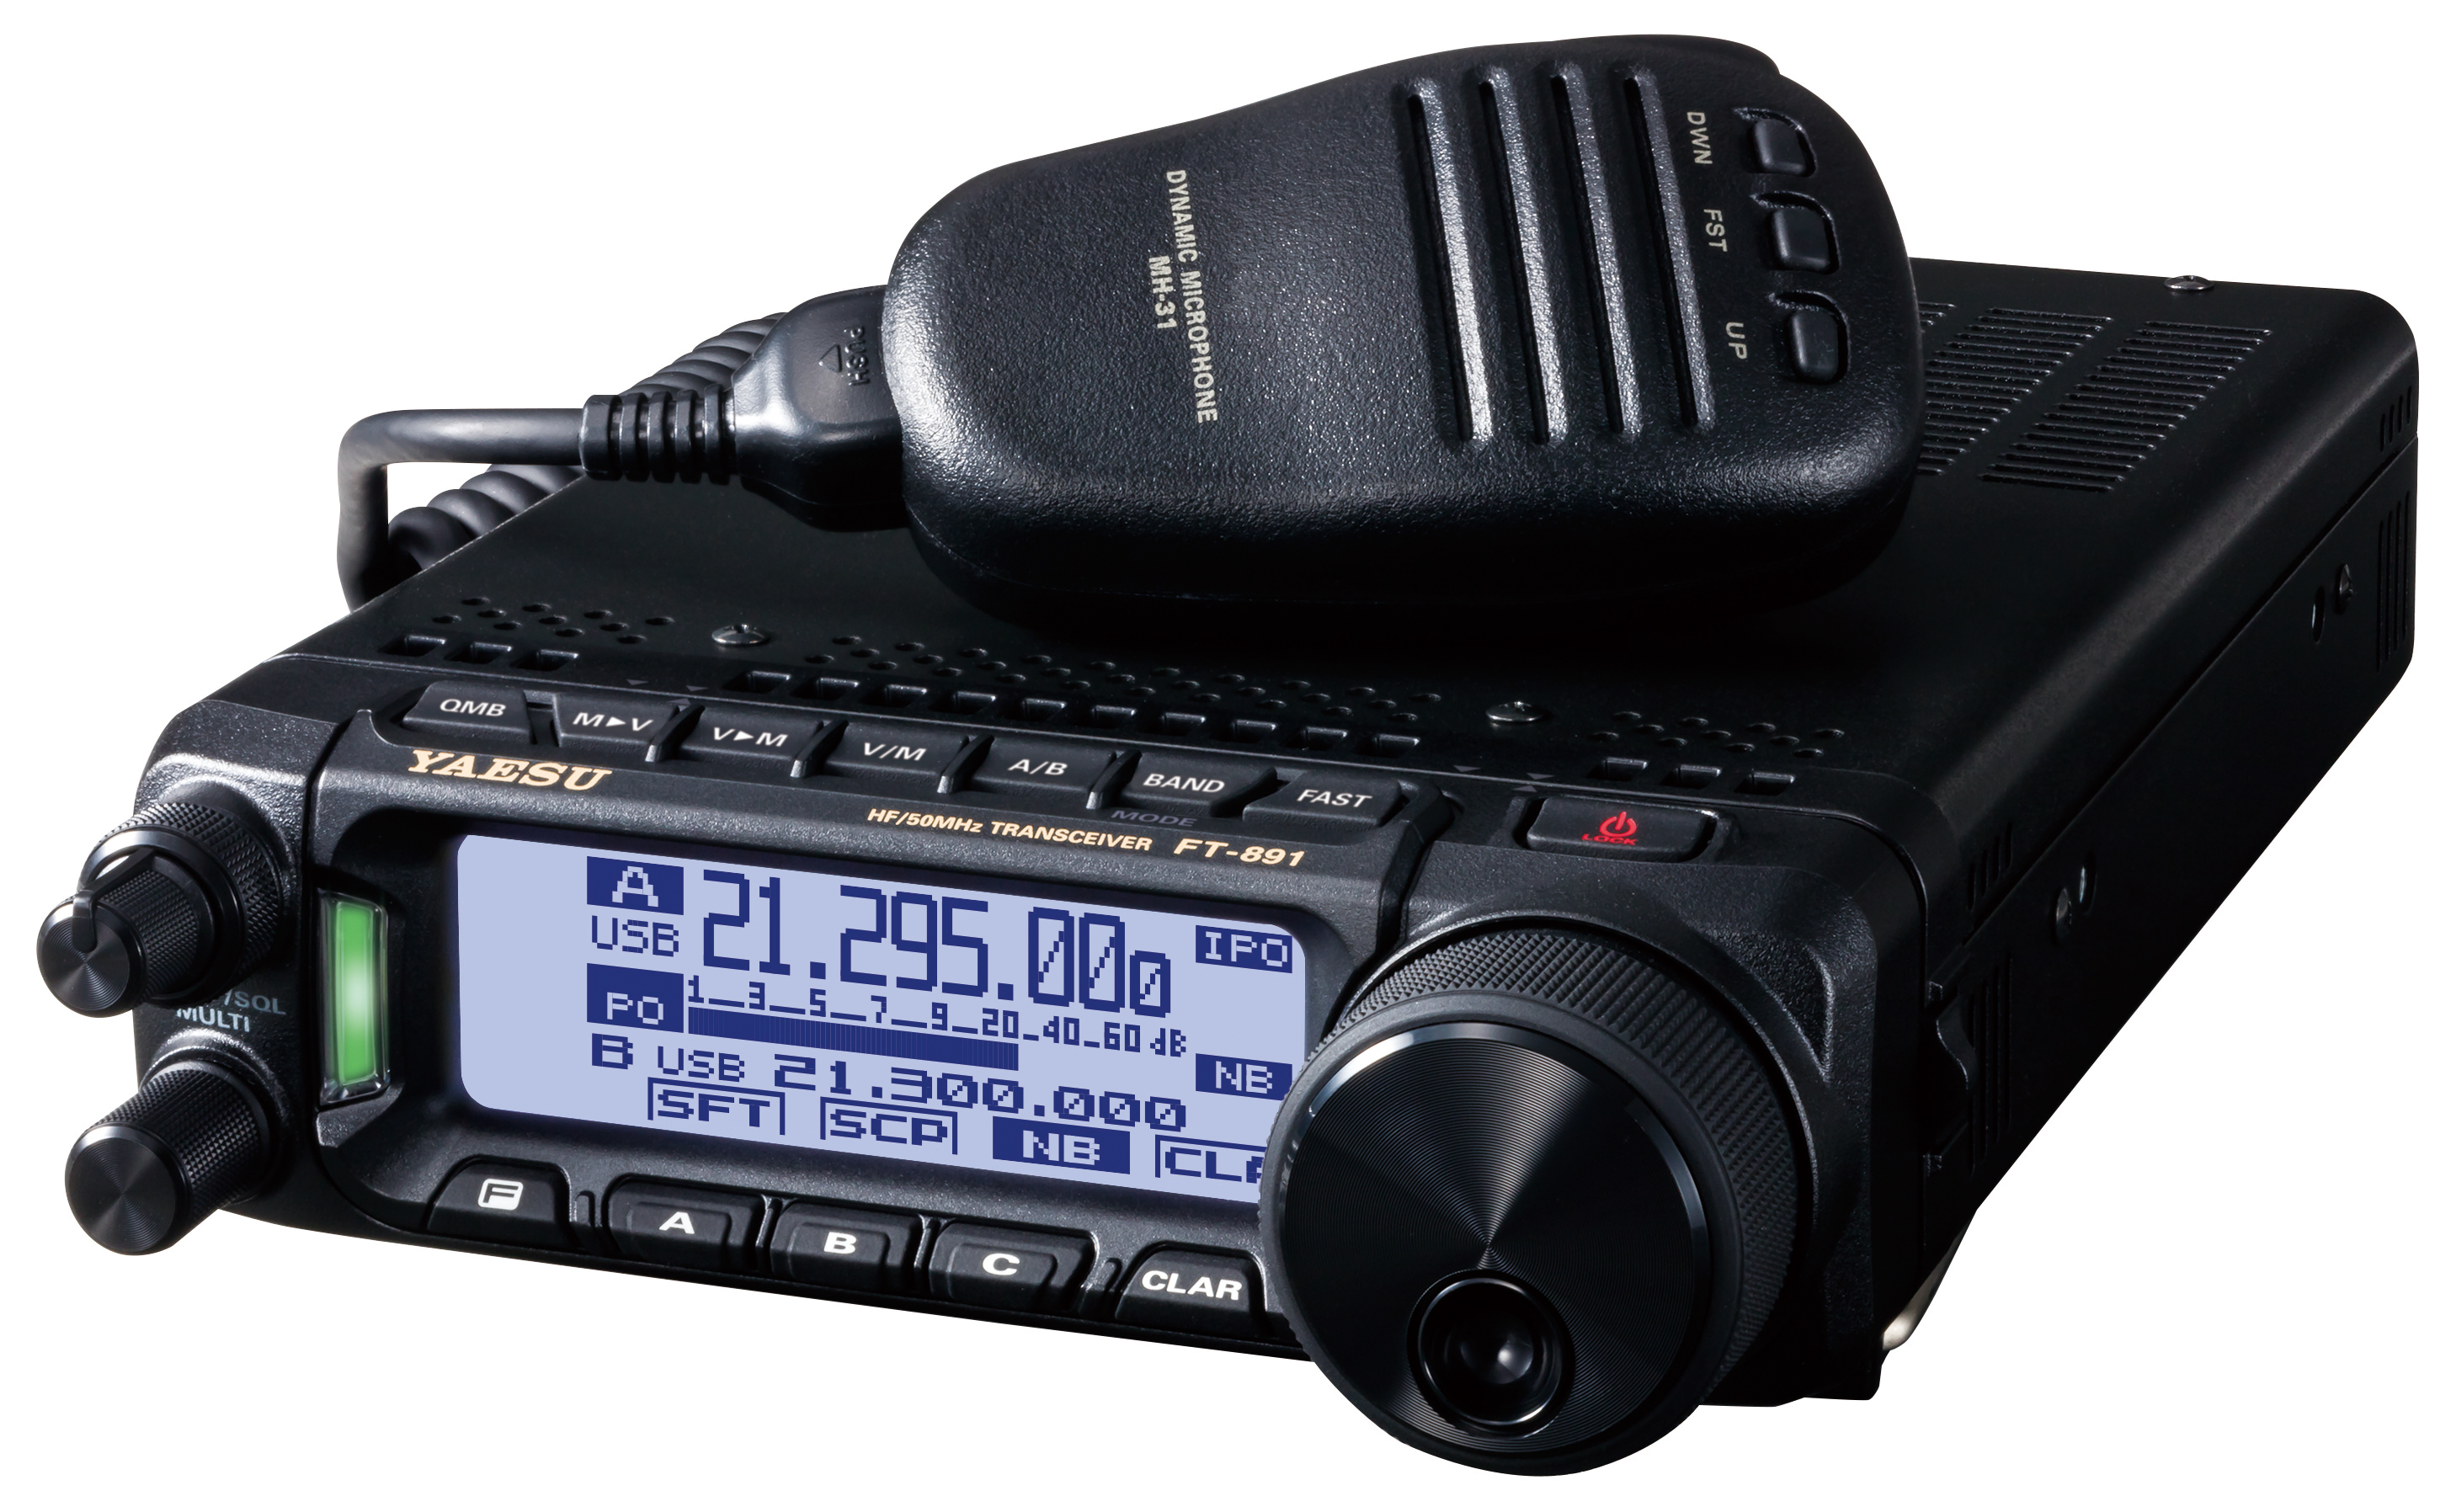 DWN
FST
UP
DYNAMIC MICROPHONE
MH-31
PUSH
QMB
M►V
V►M
V/M
A/B
BAND
FAST
MODE
LOCK
YAESU
HF/50MHz TRANSCEIVER FT-891
A 21.295.000 IPO
USB
PO 1 3 5 7 9 20 40 60 dB
B USB 21.300.000 NB
SFT SCP NB
/SQL
MULTI
F A B C CLAR